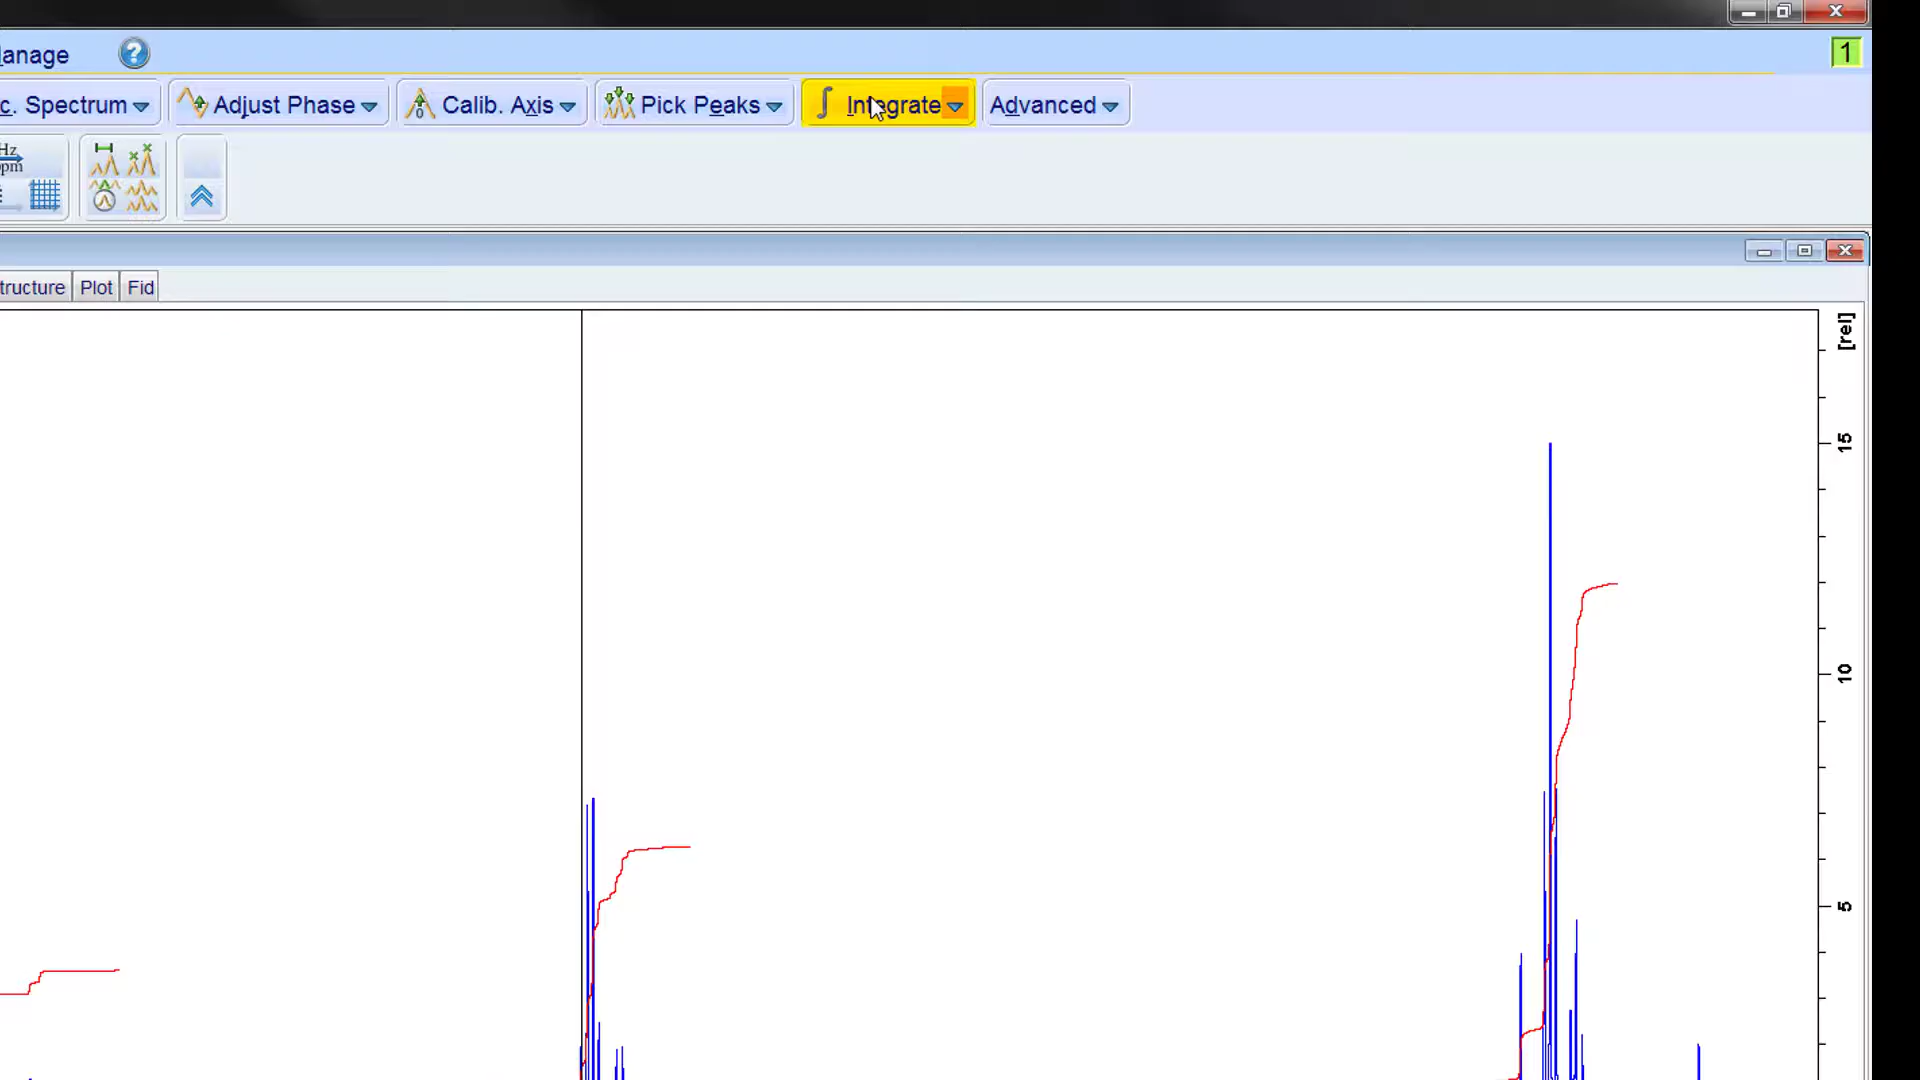 anage
1
c. Spectrum Adjust Phase Calib. Axis Pick Peaks Integrate Advanced
Hz
ppm
tructure Plot Fid
[rel]
15
10
5